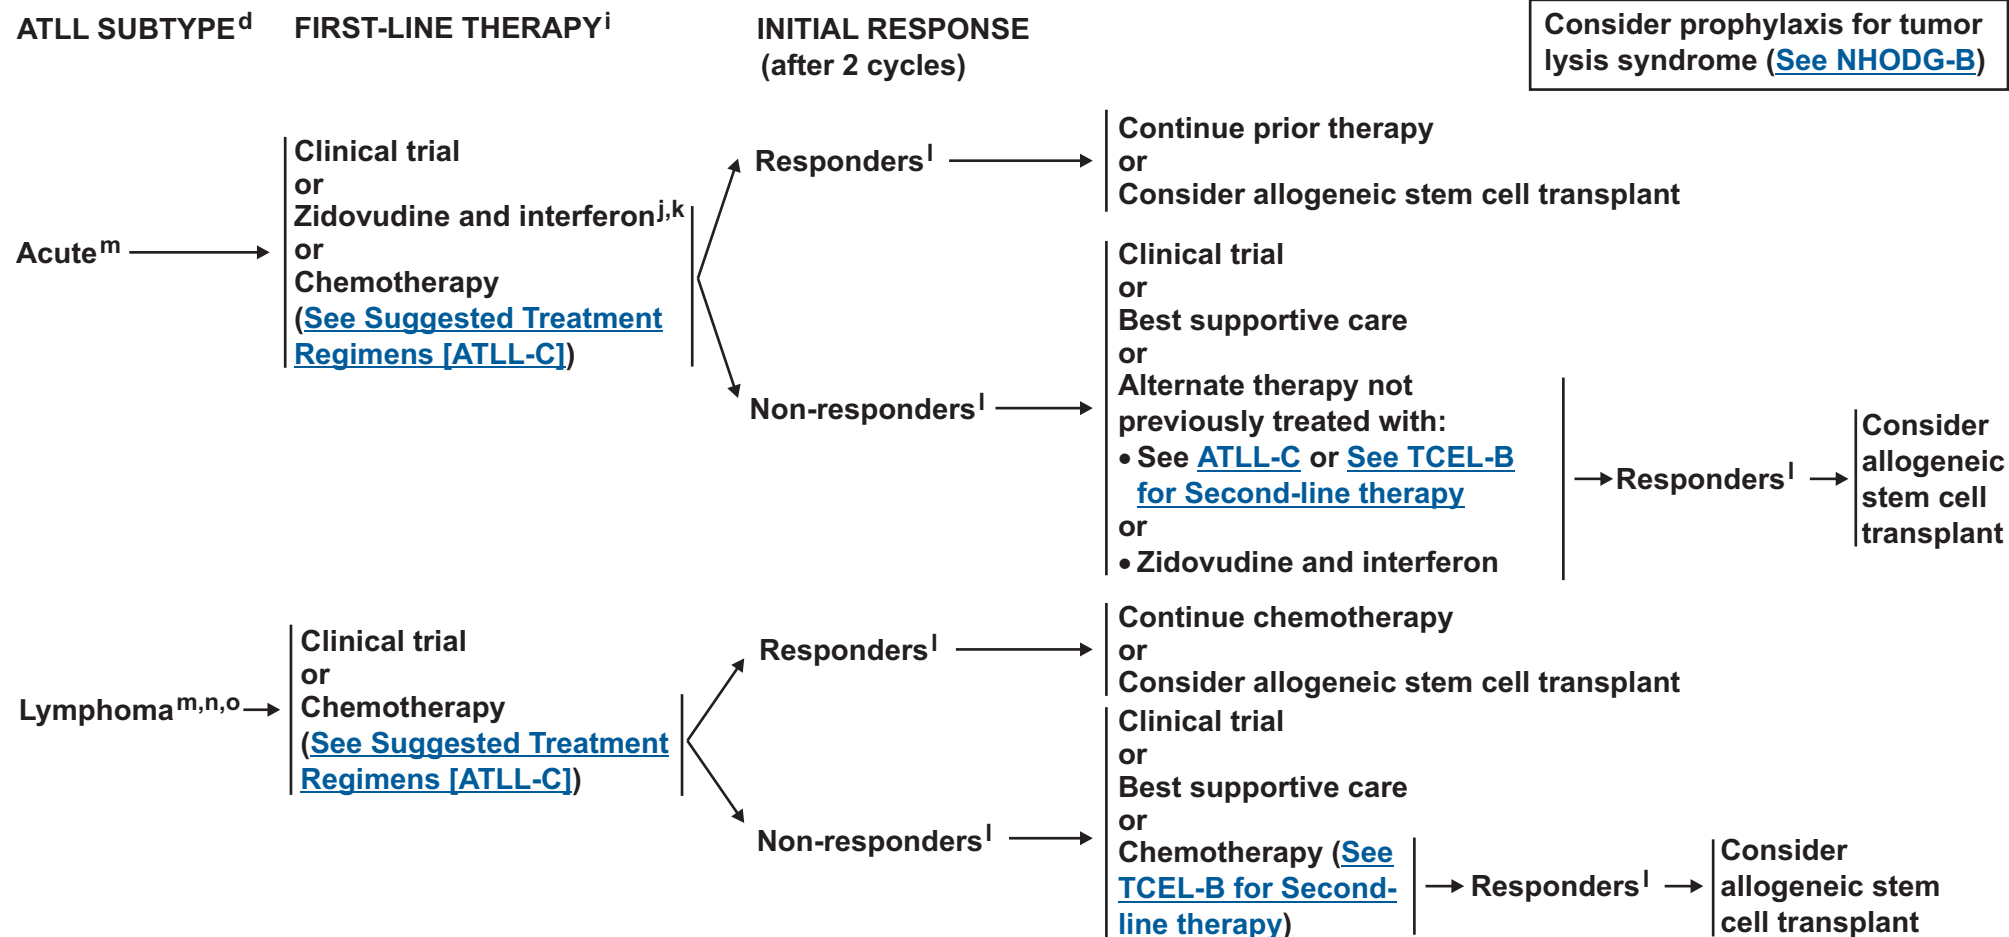 ATLL SUBTYPEd
FIRST-LINE THERAPYi
INITIAL RESPONSE
(after 2 cycles)
Consider prophylaxis for tumor
lysis syndrome (See NHODG-B)
Acutem
Clinical trial
or
Zidovudine and interferonj,k
or
Chemotherapy
(See Suggested Treatment
Regimens [ATLL-C])
Respondersl
Continue prior therapy
or
Consider allogeneic stem cell transplant
Non-respondersl
Clinical trial
or
Best supportive care
or
Alternate therapy not
previously treated with:
• See ATLL-C or See TCEL-B
for Second-line therapy
or
• Zidovudine and interferon
Respondersl
Consider
allogeneic
stem cell
transplant
Lymphomam,n,o
Clinical trial
or
Chemotherapy
(See Suggested Treatment
Regimens [ATLL-C])
Respondersl
Continue chemotherapy
or
Consider allogeneic stem cell transplant
Non-respondersl
Clinical trial
or
Best supportive care
or
Chemotherapy (See
TCEL-B for Second-
line therapy)
Respondersl
Consider
allogeneic stem
cell transplant